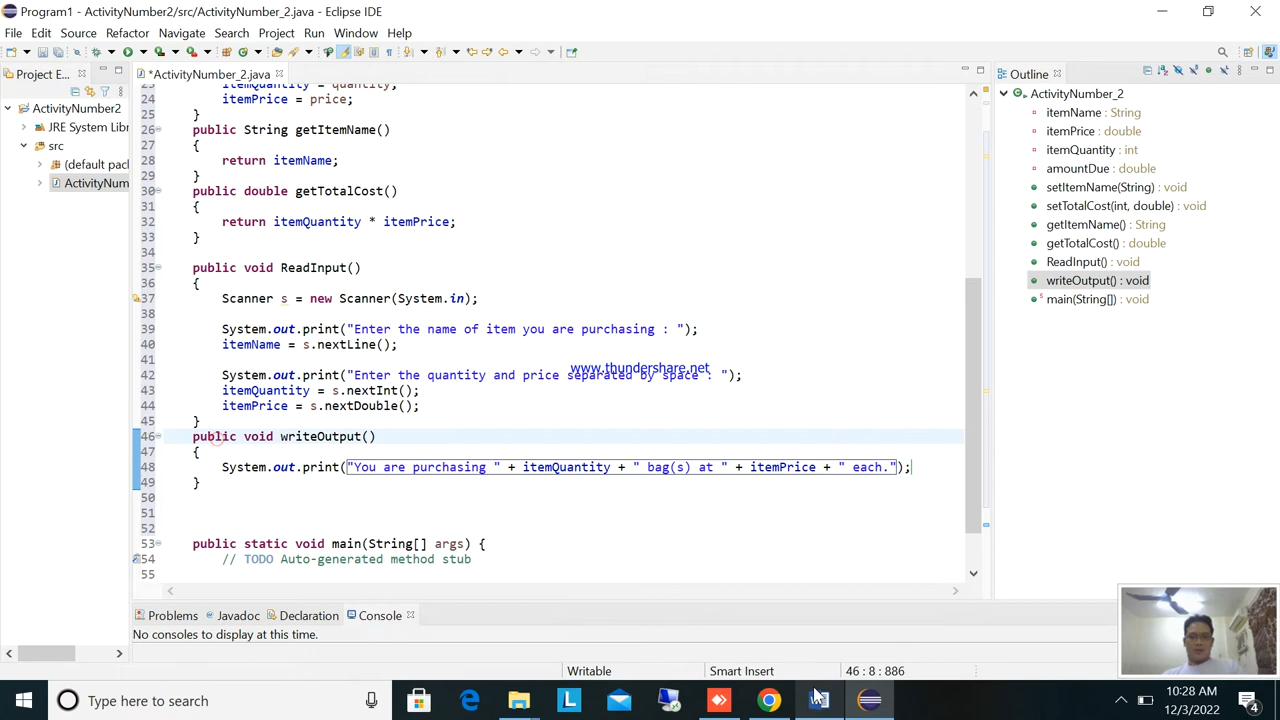 Program1 - ActivityNumber2/src/ActivityNumber_2.java - Eclipse IDE
File Edit Source Refactor Navigate Search Project Run Window Help
Project E...
*ActivityNumber_2.java
Outline
ActivityNumber2
JRE System Libr
src
(default pacl
ActivityNum
23 itemQuantity = quantity;
24 itemPrice = price;
25 }
26 public String getItemName()
27 {
28 return itemName;
29 }
30 public double getTotalCost()
31 {
32 return itemQuantity * itemPrice;
33 }
34
35 public void ReadInput()
36 {
37 Scanner s = new Scanner(System.in);
38
39 System.out.print("Enter the name of item you are purchasing : ");
40 itemName = s.nextLine();
41
www.thundershare.net
42 System.out.print("Enter the quantity and price separated by space : ");
43 itemQuantity = s.nextInt();
44 itemPrice = s.nextDouble();
45 }
46 public void writeOutput()
47 {
48 System.out.print("You are purchasing " + itemQuantity + " bag(s) at " + itemPrice + " each.");
49 }
50
51
52
53 public static void main(String[] args) {
54 // TODO Auto-generated method stub
55
ActivityNumber_2
itemName : String
itemPrice : double
itemQuantity : int
amountDue : double
setItemName(String) : void
setTotalCost(int, double) : void
getItemName() : String
getTotalCost() : double
ReadInput() : void
writeOutput() : void
main(String[]) : void
Problems Javadoc Declaration Console
No consoles to display at this time.
Writable Smart Insert 46 : 8 : 886
Type here to search
10:28 AM
12/3/2022
4